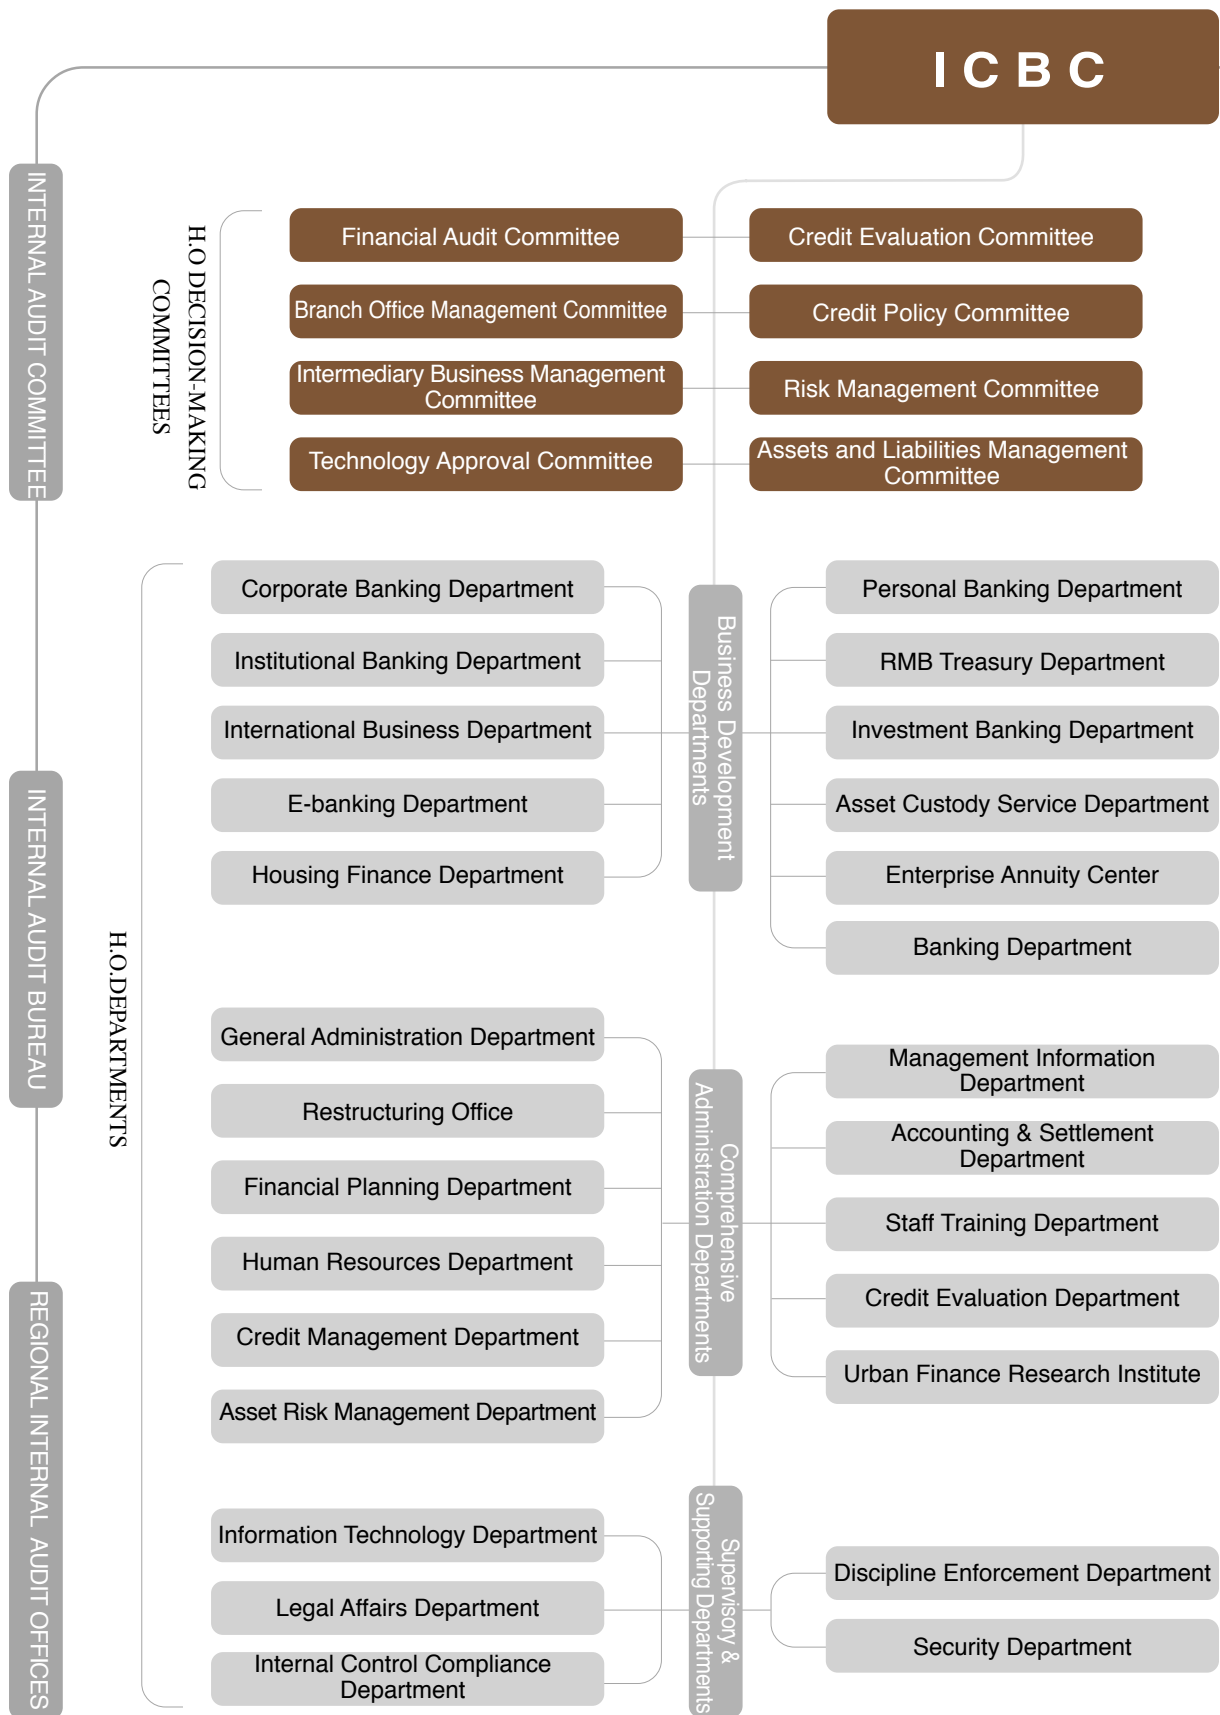 I C B C
INTERNAL AUDIT COMMITTEE
INTERNAL AUDIT BUREAU
REGIONAL INTERNAL AUDIT OFFICES
H.O DECISION-MAKING
COMMITTEES
Financial Audit Committee
Credit Evaluation Committee
Branch Office Management Committee
Credit Policy Committee
Intermediary Business Management
Committee
Risk Management Committee
Technology Approval Committee
Assets and Liabilities Management
Committee
H.O.DEPARTMENTS
Business Development
Departments
Corporate Banking Department
Institutional Banking Department
International Business Department
E-banking Department
Housing Finance Department
Personal Banking Department
RMB Treasury Department
Investment Banking Department
Asset Custody Service Department
Enterprise Annuity Center
Banking Department
Comprehensive
Administration Departments
General Administration Department
Restructuring Office
Financial Planning Department
Human Resources Department
Credit Management Department
Asset Risk Management Department
Management Information
Department
Accounting & Settlement
Department
Staff Training Department
Credit Evaluation Department
Urban Finance Research Institute
Supervisory &
Supporting Departments
Information Technology Department
Legal Affairs Department
Internal Control Compliance
Department
Discipline Enforcement Department
Security Department